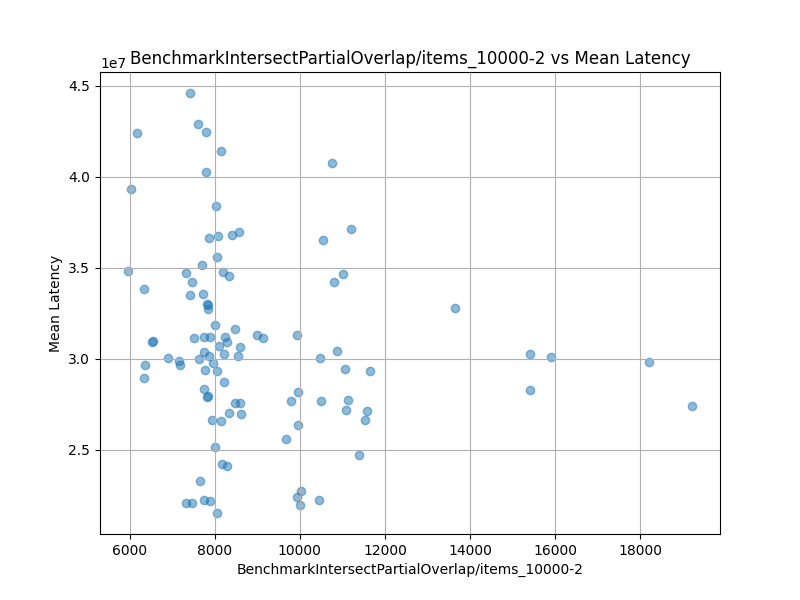 BenchmarkIntersectPartialOverlap/items_10000-2 vs Mean Latency
1e7
4.5
4.0
3.5
3.0
2.5
Mean Latency
6000 8000 10000 12000 14000 16000 18000
BenchmarkIntersectPartialOverlap/items_10000-2